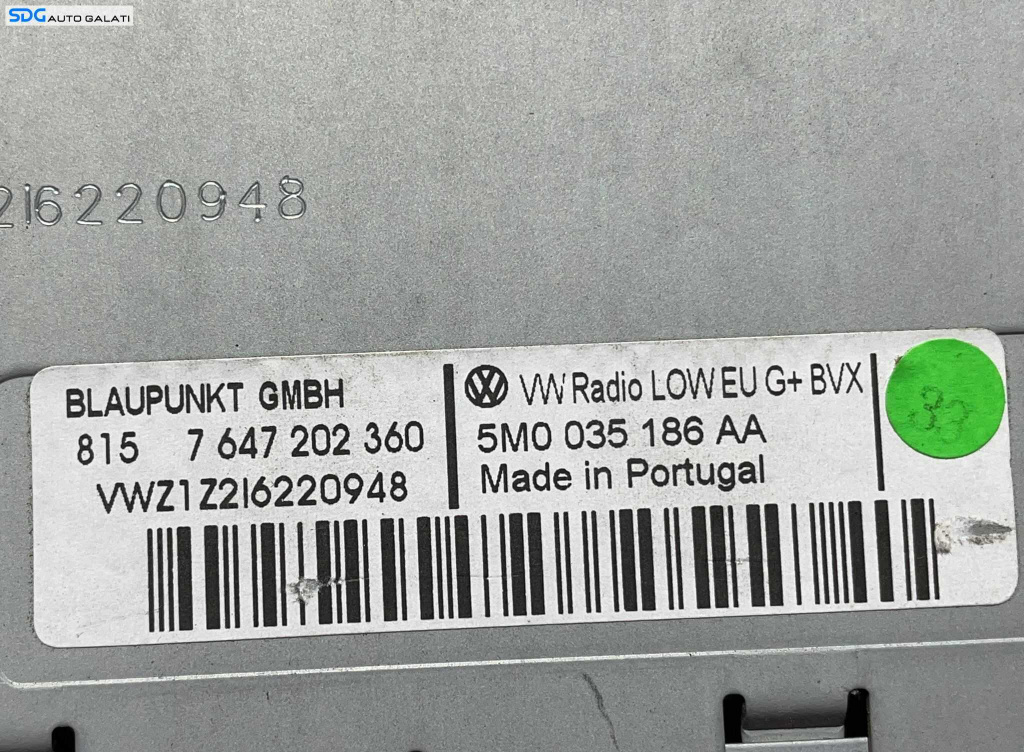 SDG AUTO GALATI
2I6220948
BLAUPUNKT GMBH
815 7 647 202 360
VWZ1Z2I6220948
VW Radio LOW EU G+ BVX
5M0 035 186 AA
Made in Portugal